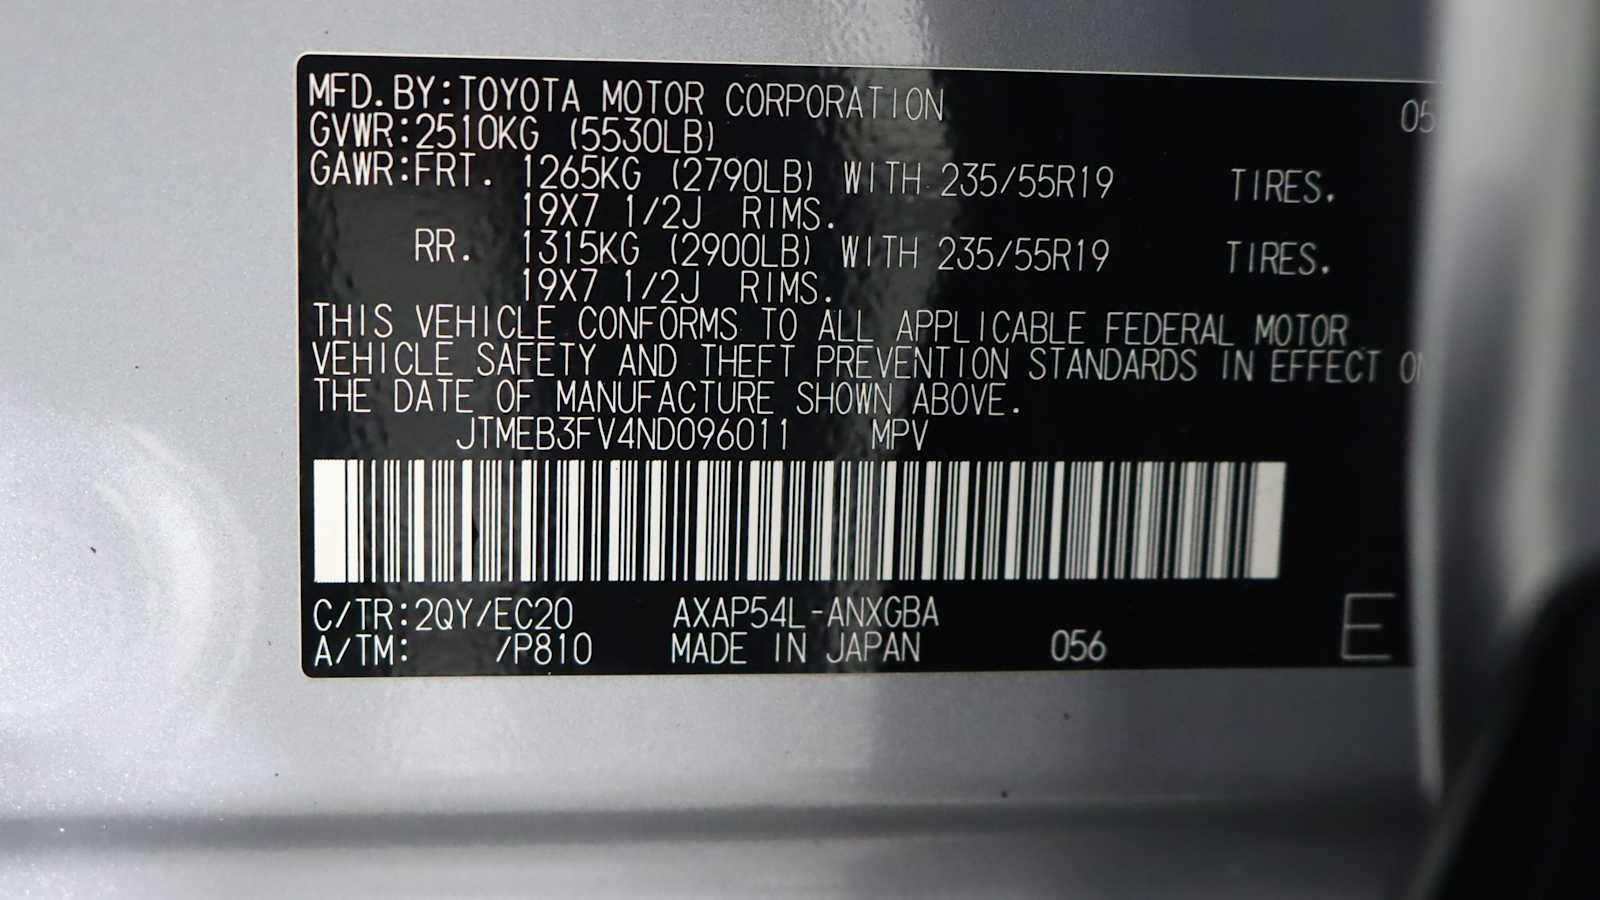 MFD.BY:TOYOTA MOTOR CORPORATION 05
GVWR:2510KG (5530LB)
GAWR:FRT. 1265KG (2790LB) WITH 235/55R19 TIRES.
19X7 1/2J RIMS.
RR. 1315KG (2900LB) WITH 235/55R19 TIRES.
19X7 1/2J RIMS.
THIS VEHICLE CONFORMS TO ALL APPLICABLE FEDERAL MOTOR
VEHICLE SAFETY AND THEFT PREVENTION STANDARDS IN EFFECT
THE DATE OF MANUFACTURE SHOWN ABOVE.
JTMEB3FV4ND096011 MPV
C/TR:2QY/EC20 AXAP54L-ANXGBA
A/TM: /P810 MADE IN JAPAN 056 E